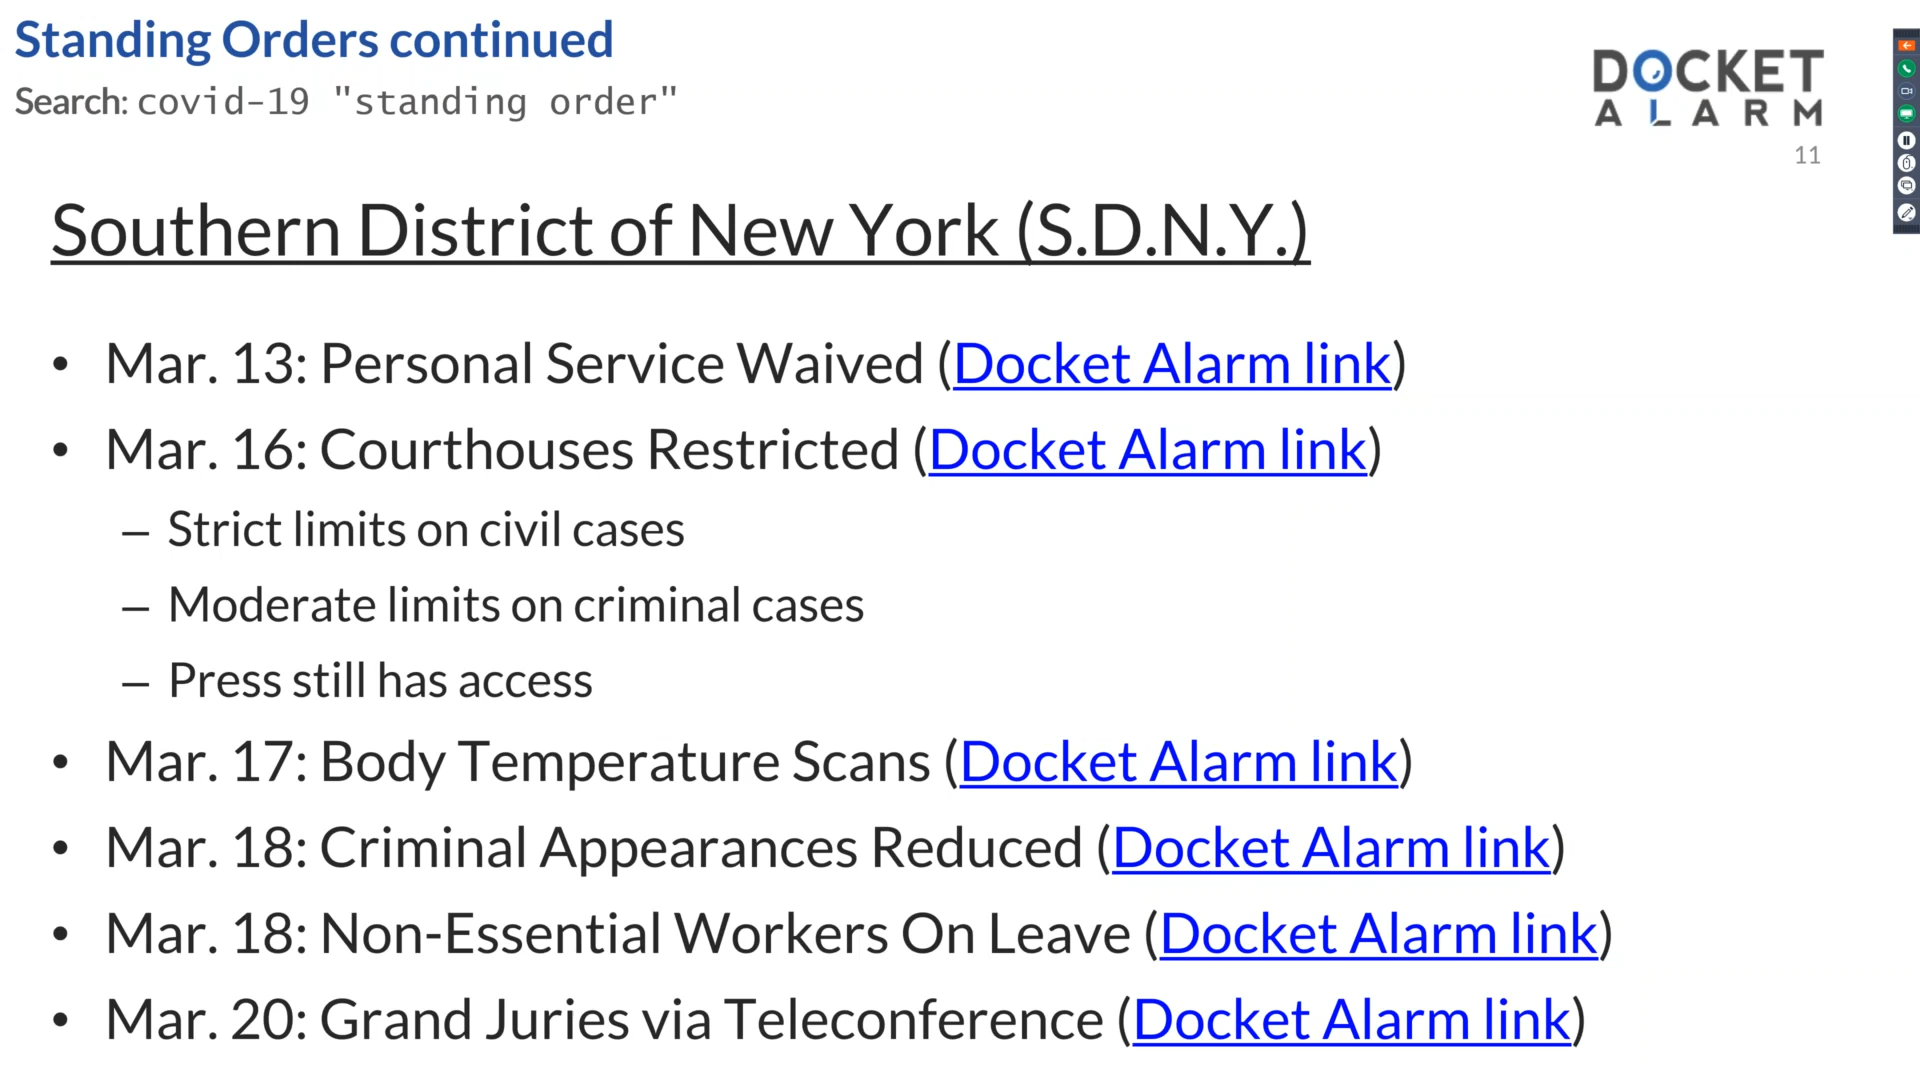 Standing Orders continued
Search: covid-19 "standing order"
DOCKET
ALARM
11
Southern District of New York (S.D.N.Y.)
• Mar. 13: Personal Service Waived (Docket Alarm link)
• Mar. 16: Courthouses Restricted (Docket Alarm link)
– Strict limits on civil cases
– Moderate limits on criminal cases
– Press still has access
• Mar. 17: Body Temperature Scans (Docket Alarm link)
• Mar. 18: Criminal Appearances Reduced (Docket Alarm link)
• Mar. 18: Non-Essential Workers On Leave (Docket Alarm link)
• Mar. 20: Grand Juries via Teleconference (Docket Alarm link)